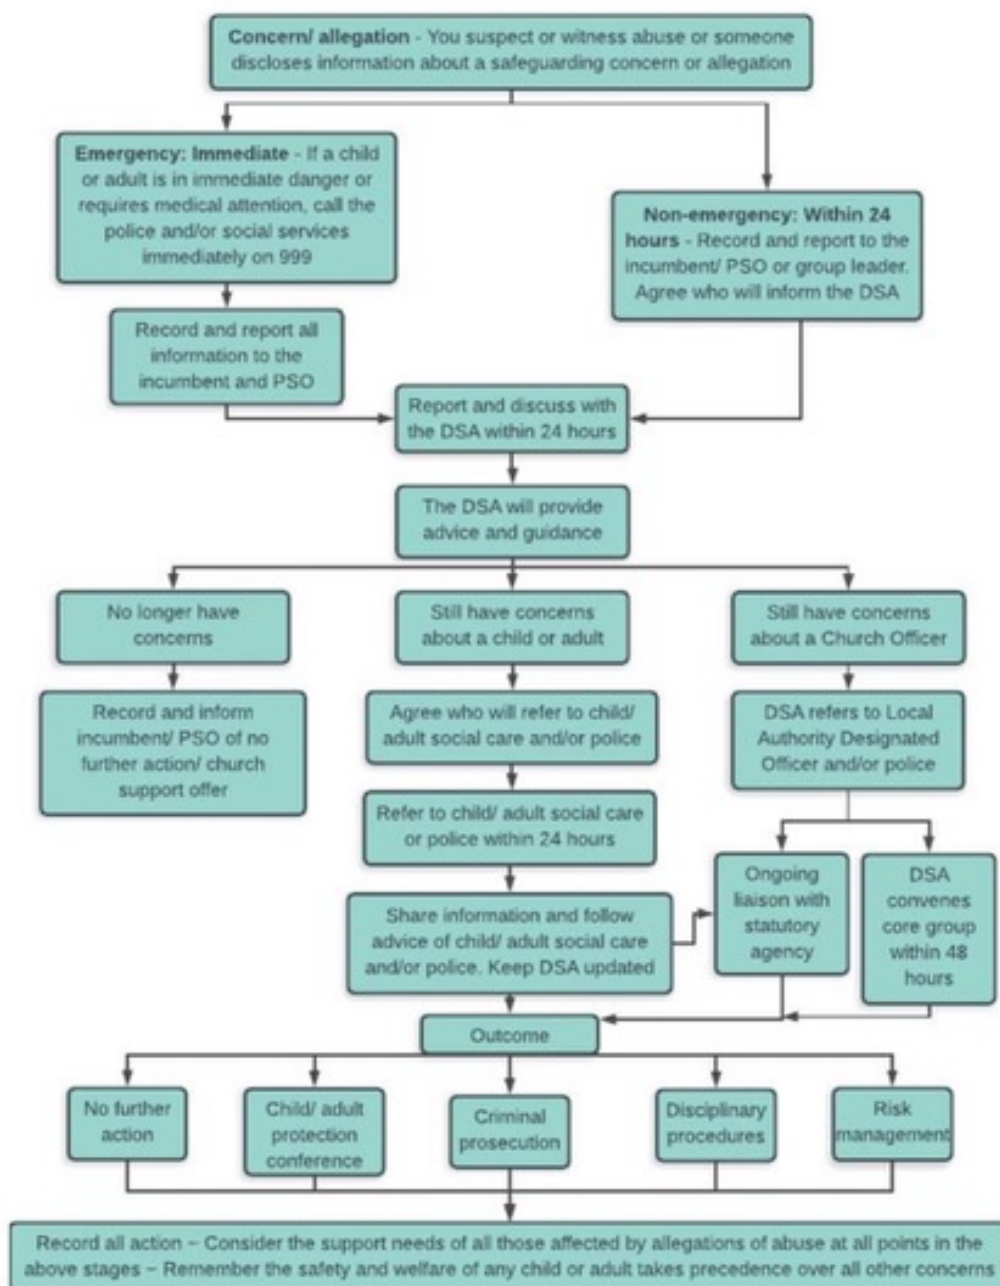 Concern/ allegation - You suspect or witness abuse or someone
discloses information about a safeguarding concern or allegation
Emergency: Immediate - If a child
or adult is in immediate danger or
requires medical attention, call the
police and/or social services
immediately on 999
Non-emergency: Within 24
hours - Record and report to the
incumbent/ PSO or group leader.
Agree who will inform the DSA
Record and report all
information to the
incumbent and PSO
Report and discuss with
the DSA within 24 hours
The DSA will provide
advice and guidance
No longer have
concerns
Still have concerns
about a child or adult
Still have concerns
about a Church Officer
Record and inform
incumbent/ PSO of no
further action/ church
support offer
Agree who will refer to child/
adult social care and/or police
DSA refers to Local
Authority Designated
Officer and/or police
Refer to child/ adult social care
or police within 24 hours
Share information and follow
advice of child/ adult social care
and/or police. Keep DSA updated
Ongoing
liaison with
statutory
agency
DSA
convenes
core group
within 48
hours
Outcome
No further
action
Child/ adult
protection
conference
Criminal
prosecution
Disciplinary
procedures
Risk
management
Record all action – Consider the support needs of all those affected by allegations of abuse at all points in the
above stages – Remember the safety and welfare of any child or adult takes precedence over all other concerns